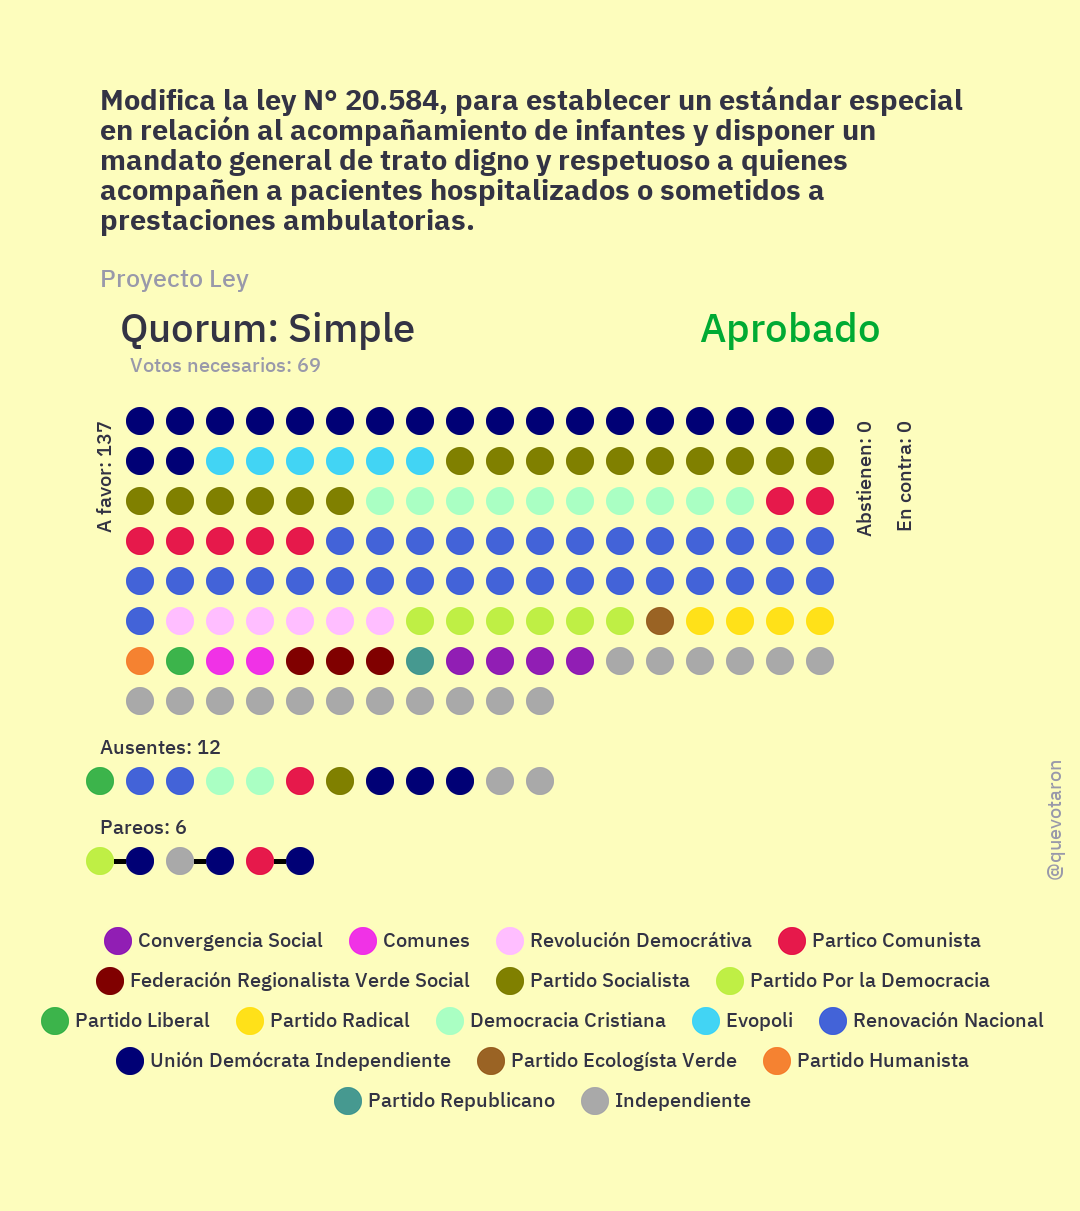 Modifica la ley N° 20.584, para establecer un estándar especial
en relación al acompañamiento de infantes y disponer un
mandato general de trato digno y respetuoso a quienes
acompañen a pacientes hospitalizados o sometidos a
prestaciones ambulatorias.
Proyecto Ley
Quorum: Simple
Aprobado
Votos necesarios: 69
A favor: 137
Abstienen: 0
En contra: 0
Ausentes: 12
Pareos: 6
@quevotaron
Convergencia Social
Comunes
Revolución Demócrátiva
Partico Comunista
Federación Regionalista Verde Social
Partido Socialista
Partido Por la Democracia
Partido Liberal
Partido Radical
Democracia Cristiana
Evopoli
Renovación Nacional
Unión Demócrata Independiente
Partido Ecologísta Verde
Partido Humanista
Partido Republicano
Independiente